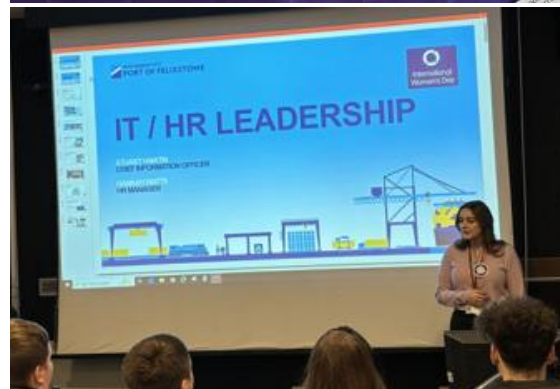 PORT OF FELIXSTOWE
International
Women's Day
IT / HR LEADERSHIP
CHIEF INFORMATION OFFICER
HR MANAGER